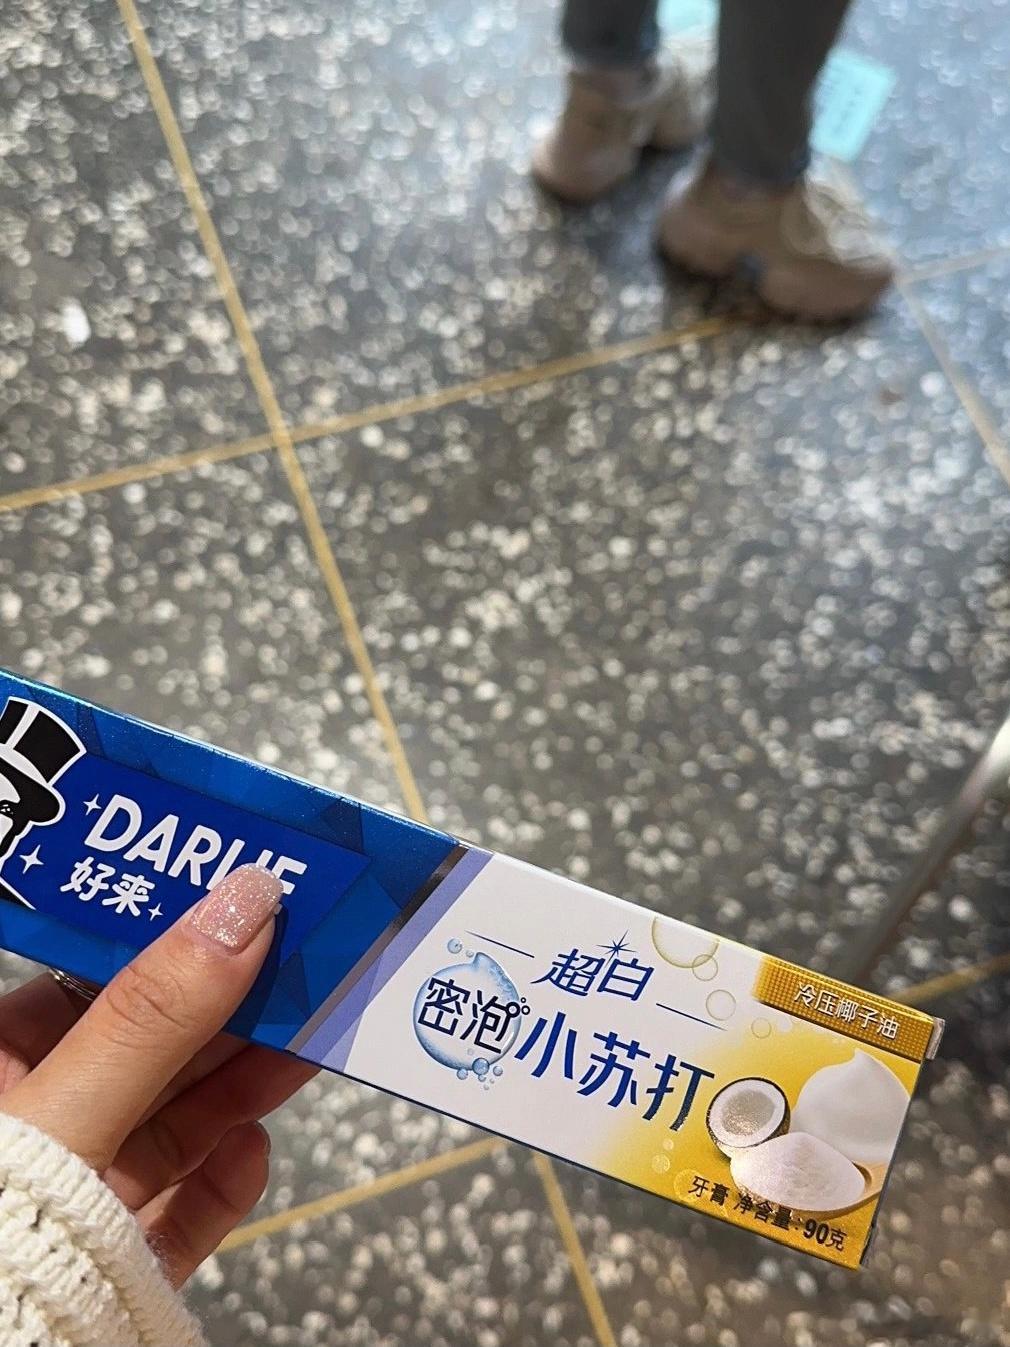 DARLIE
好来
超白
密泡小苏打
冷压椰子油
牙膏 净含量:90克